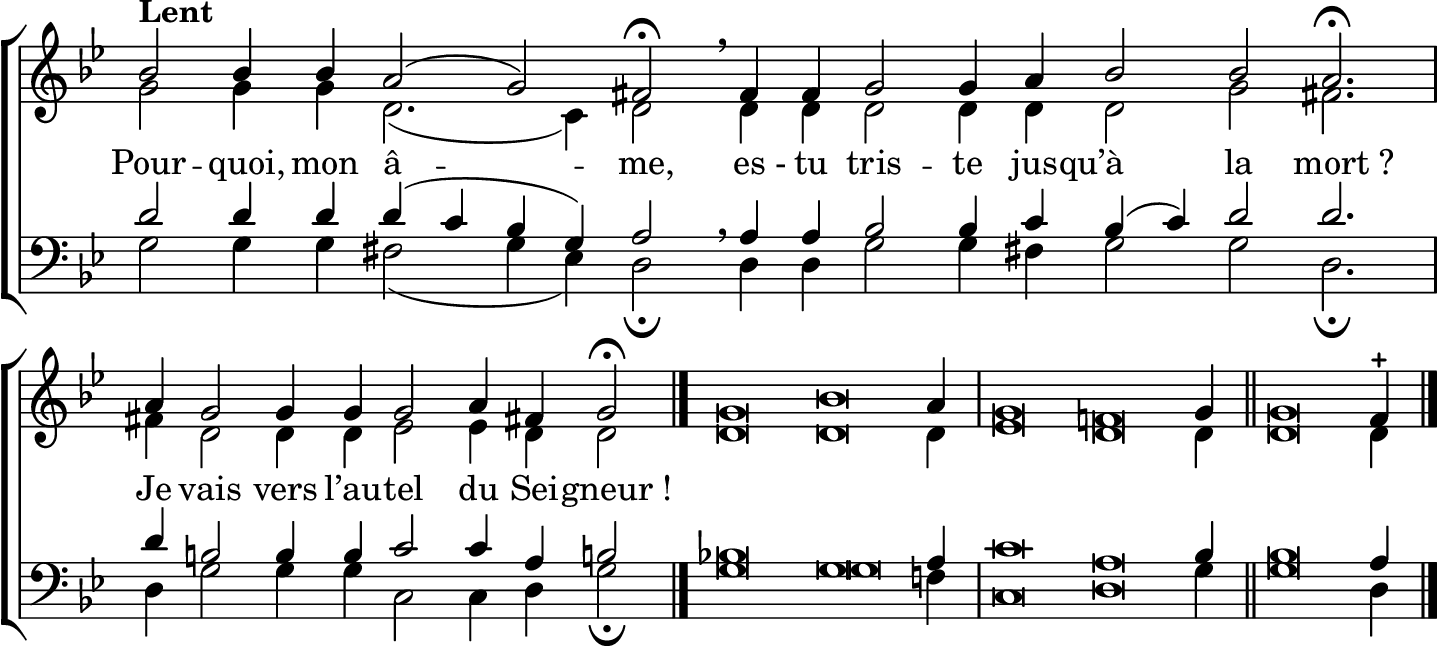 Lent
Pour -- quoi, mon â -- me, es - tu tris -- te jusqu’à la mort ?
Je vais vers l’autel du Seigneur !